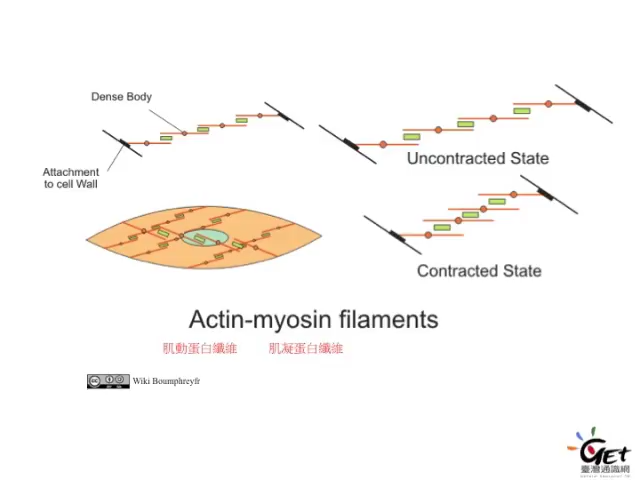 Dense Body
Attachment
to cell Wall
Uncontracted State
Contracted State
Actin-myosin filaments
肌動蛋白纖維 肌凝蛋白纖維
cc
Wiki Boumphreyfr
GEt
臺灣通識網